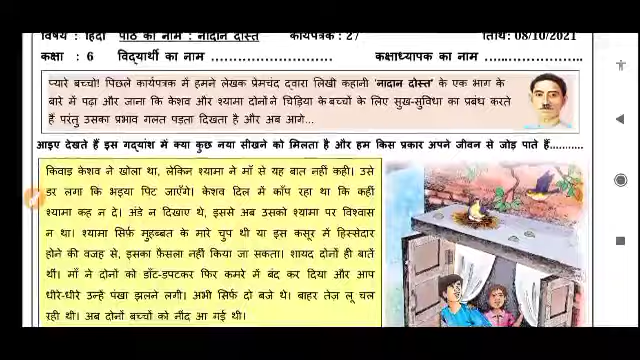 विषय : हिंदी पाठ का नाम : नादान दोस्त कार्यपत्रक : 27 तिथि: 08/10/2021
कक्षा : 6 विद्यार्थी का नाम ............................ कक्षाध्यापक का नाम ......................
प्यारे बच्चो! पिछले कार्यपत्रक में हमने लेखक प्रेमचंद द्वारा लिखी कहानी 'नादान दोस्त' के एक भाग के
बारे में पढ़ा और जाना कि केशव और श्यामा दोनों ने चिड़िया के बच्चों के लिए सुख-सुविधा का प्रबंध करते
हैं परंतु उसका प्रभाव गलत पड़ता दिखता है और अब आगे...
आइए देखते हैं इस गद्यांश में क्या कुछ नया सीखने को मिलता है और हम किस प्रकार अपने जीवन से जोड़ पाते हैं...........
किवाड़ केशव ने खोला था, लेकिन श्यामा ने माँ से यह बात नहीं कही। उसे
डर लगा कि भइया पिट जाएँगे। केशव दिल में काँप रहा था कि कहीं
श्यामा कह न दे। अंडे न दिखाए थे, इससे अब उसको श्यामा पर विश्वास
न था। श्यामा सिर्फ़ मुहब्बत के मारे चुप थी या इस कसूर में हिस्सेदार
होने की वजह से, इसका फ़ैसला नहीं किया जा सकता। शायद दोनों ही बातें
थीं। माँ ने दोनों को डाँट-डपटकर फिर कमरे में बंद कर दिया और आप
धीरे-धीरे उन्हें पंखा झलने लगी। अभी सिर्फ दो बजे थे। बाहर तेज़ लू चल
रही थी। अब दोनों बच्चों को नींद आ गई थी।